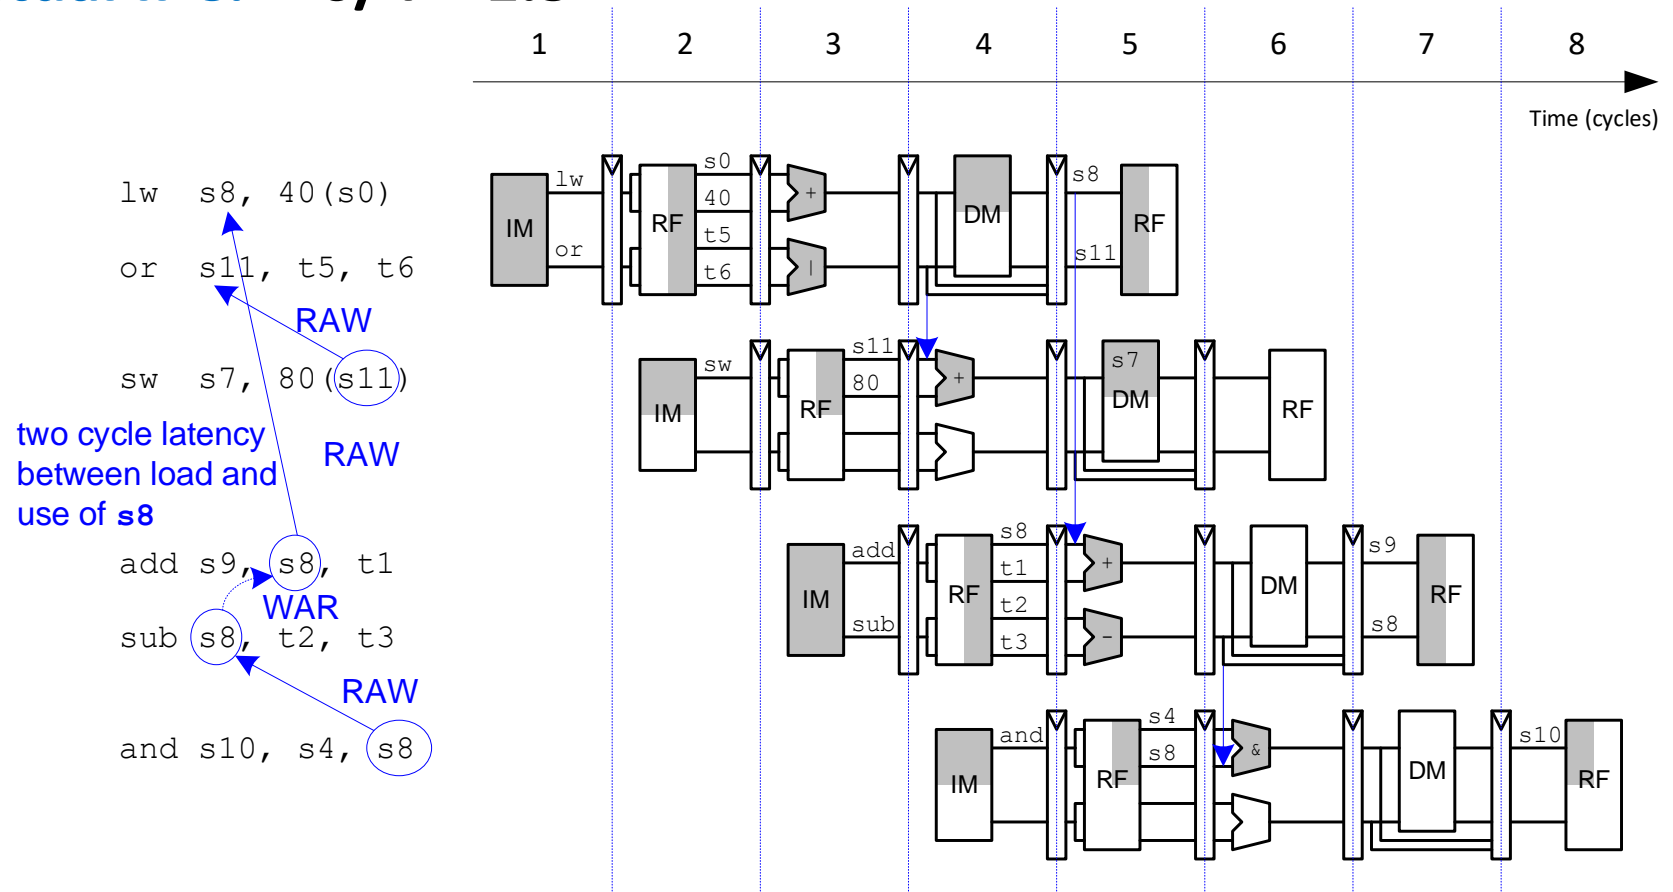 1 2 3 4 5 6 7 8
Time (cycles)
lw s8, 40(s0)
or s11, t5, t6
RAW
sw s7, 80(s11)
two cycle latency
between load and
use of s8
RAW
add s9, s8, t1
WAR
sub s8, t2, t3
RAW
and s10, s4, s8
IM
lw
or
RF
s0
40
t5
t6
+
|
DM
s8
s11
RF
IM
sw
RF
s11
80
+
s7
DM
RF
IM
add
sub
RF
s8
t1
t2
t3
+
-
DM
s9
s8
RF
IM
and
RF
s4
s8
&
DM
s10
RF